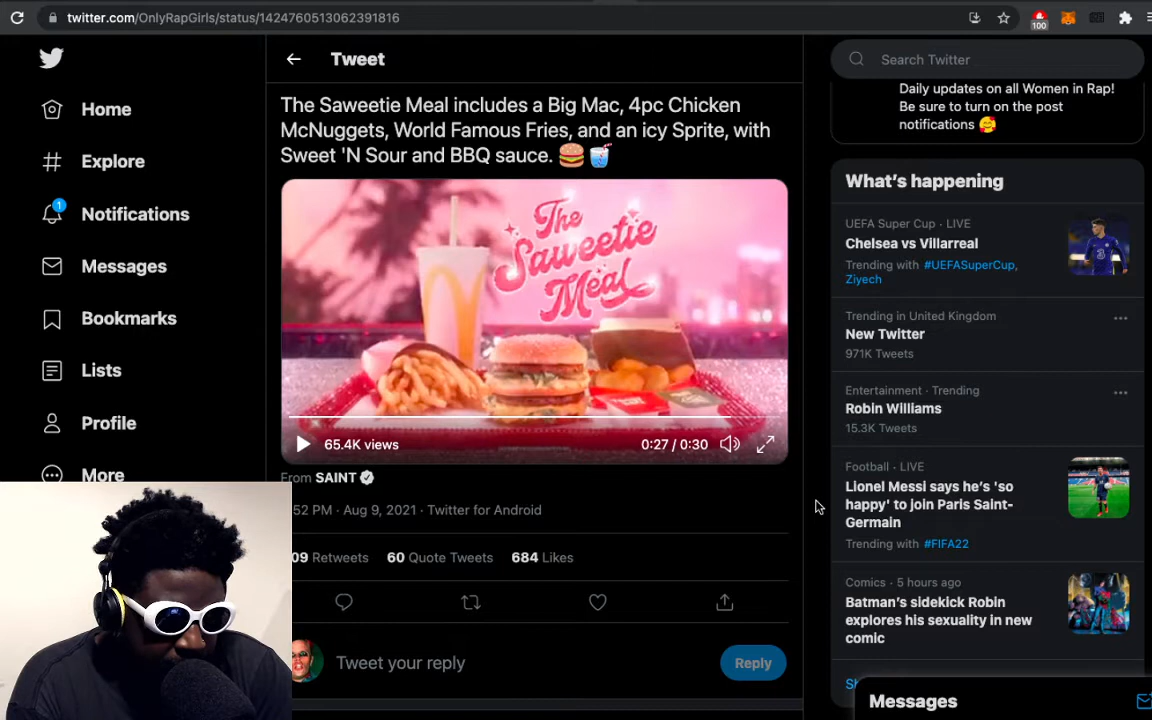 twitter.com/OnlyRapGirls/status/1424760513062391816
100
Home
Explore
1
Notifications
Messages
Bookmarks
Lists
Profile
More
Tweet
The Saweetie Meal includes a Big Mac, 4pc Chicken
McNuggets, World Famous Fries, and an icy Sprite, with
Sweet 'N Sour and BBQ sauce. 🍔🥤
The
Saweetie
Meal
65.4K views
0:27 / 0:30
From SAINT
52 PM · Aug 9, 2021 · Twitter for Android
09 Retweets 60 Quote Tweets 684 Likes
Tweet your reply
Reply
Search Twitter
Daily updates on all Women in Rap!
Be sure to turn on the post
notifications 🥰
What's happening
UEFA Super Cup · LIVE
Chelsea vs Villarreal
Trending with #UEFASuperCup,
Ziyech
Trending in United Kingdom
New Twitter
971K Tweets
Entertainment · Trending
Robin Williams
15.3K Tweets
Football · LIVE
Lionel Messi says he's 'so
happy' to join Paris Saint-
Germain
Trending with #FIFA22
Comics · 5 hours ago
Batman's sidekick Robin
explores his sexuality in new
comic
Messages